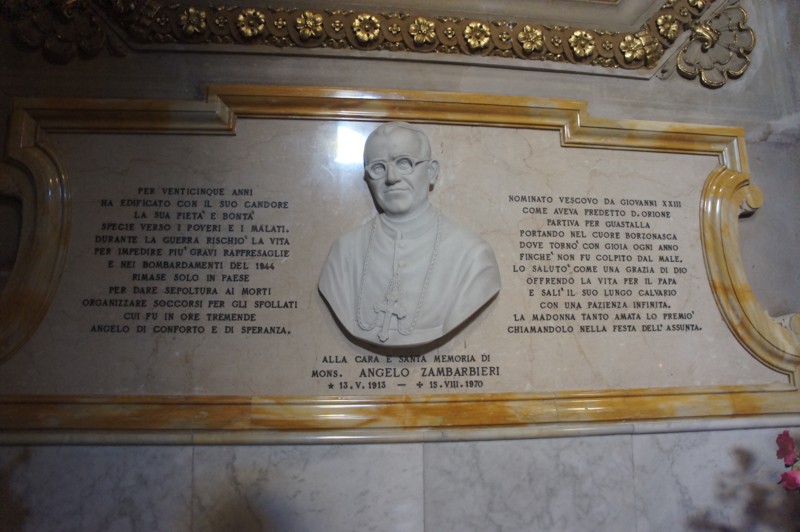 PER VENTICINQUE ANNI
HA EDIFICATO CON IL SUO CANDORE
LA SUA PIETA' E BONTA'
SPECIE VERSO I POVERI E I MALATI.
DURANTE LA GUERRA RISCHIO' LA VITA
PER IMPEDIRE PIU' GRAVI RAPPRESAGLIE
E NEI BOMBARDAMENTI DEL 1944
RIMASE SOLO IN PAESE
PER DARE SEPOLTURA AI MORTI
ORGANIZZARE SOCCORSI PER GLI SFOLLATI
CUI FU IN ORE TREMENDE
ANGELO DI CONFORTO E DI SPERANZA.
NOMINATO VESCOVO DA GIOVANNI XXIII
COME AVEVA PREDETTO D. ORIONE
PARTIVA PER GUASTALLA
PORTANDO NEL CUORE BORZONASCA
DOVE TORNO' CON GIOIA OGNI ANNO
FINCHE' NON FU COLPITO DAL MALE.
LO SALUTO' COME UNA GRAZIA DI DIO
OFFRENDO LA VITA PER IL PAPA
E SALI' IL SUO LUNGO CALVARIO
CON UNA PAZIENZA INFINITA.
LA MADONNA TANTO AMATA LO PREMIO'
CHIAMANDOLO NELLA FESTA DELL' ASSUNTA.
ALLA CARA E SANTA MEMORIA DI
MONS. ANGELO ZAMBARBIERI
★ 13. V. 1913 — ✢ 15. VIII. 1970